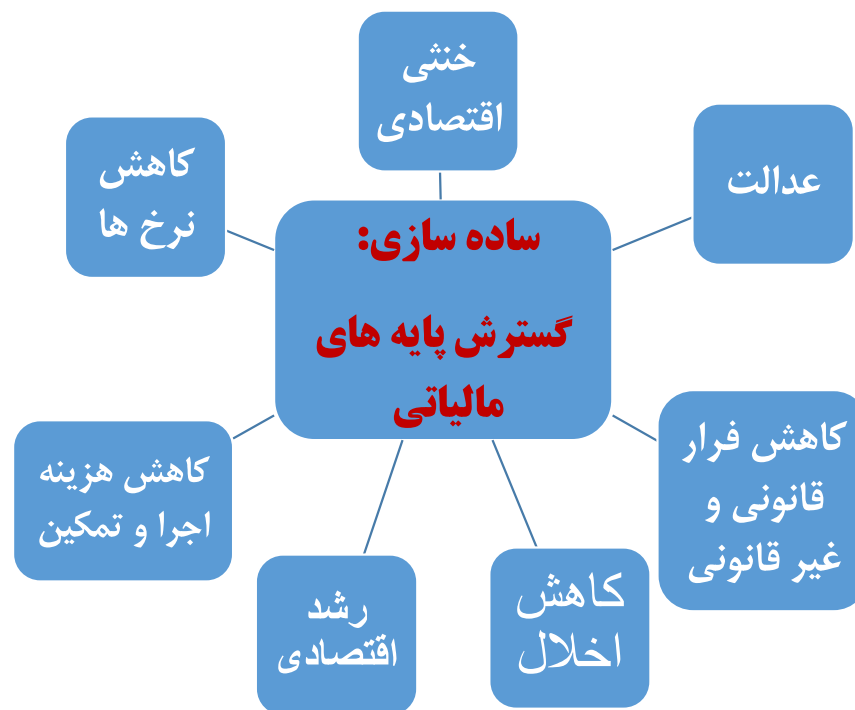 خنثی
اقتصادی
عدالت
کاهش
نرخ ها
ساده سازی:
گسترش پایه های
مالیاتی
کاهش فرار
قانونی و
غیر قانونی
کاهش هزینه
اجرا و تمکین
کاهش
اخلال
رشد
اقتصادی